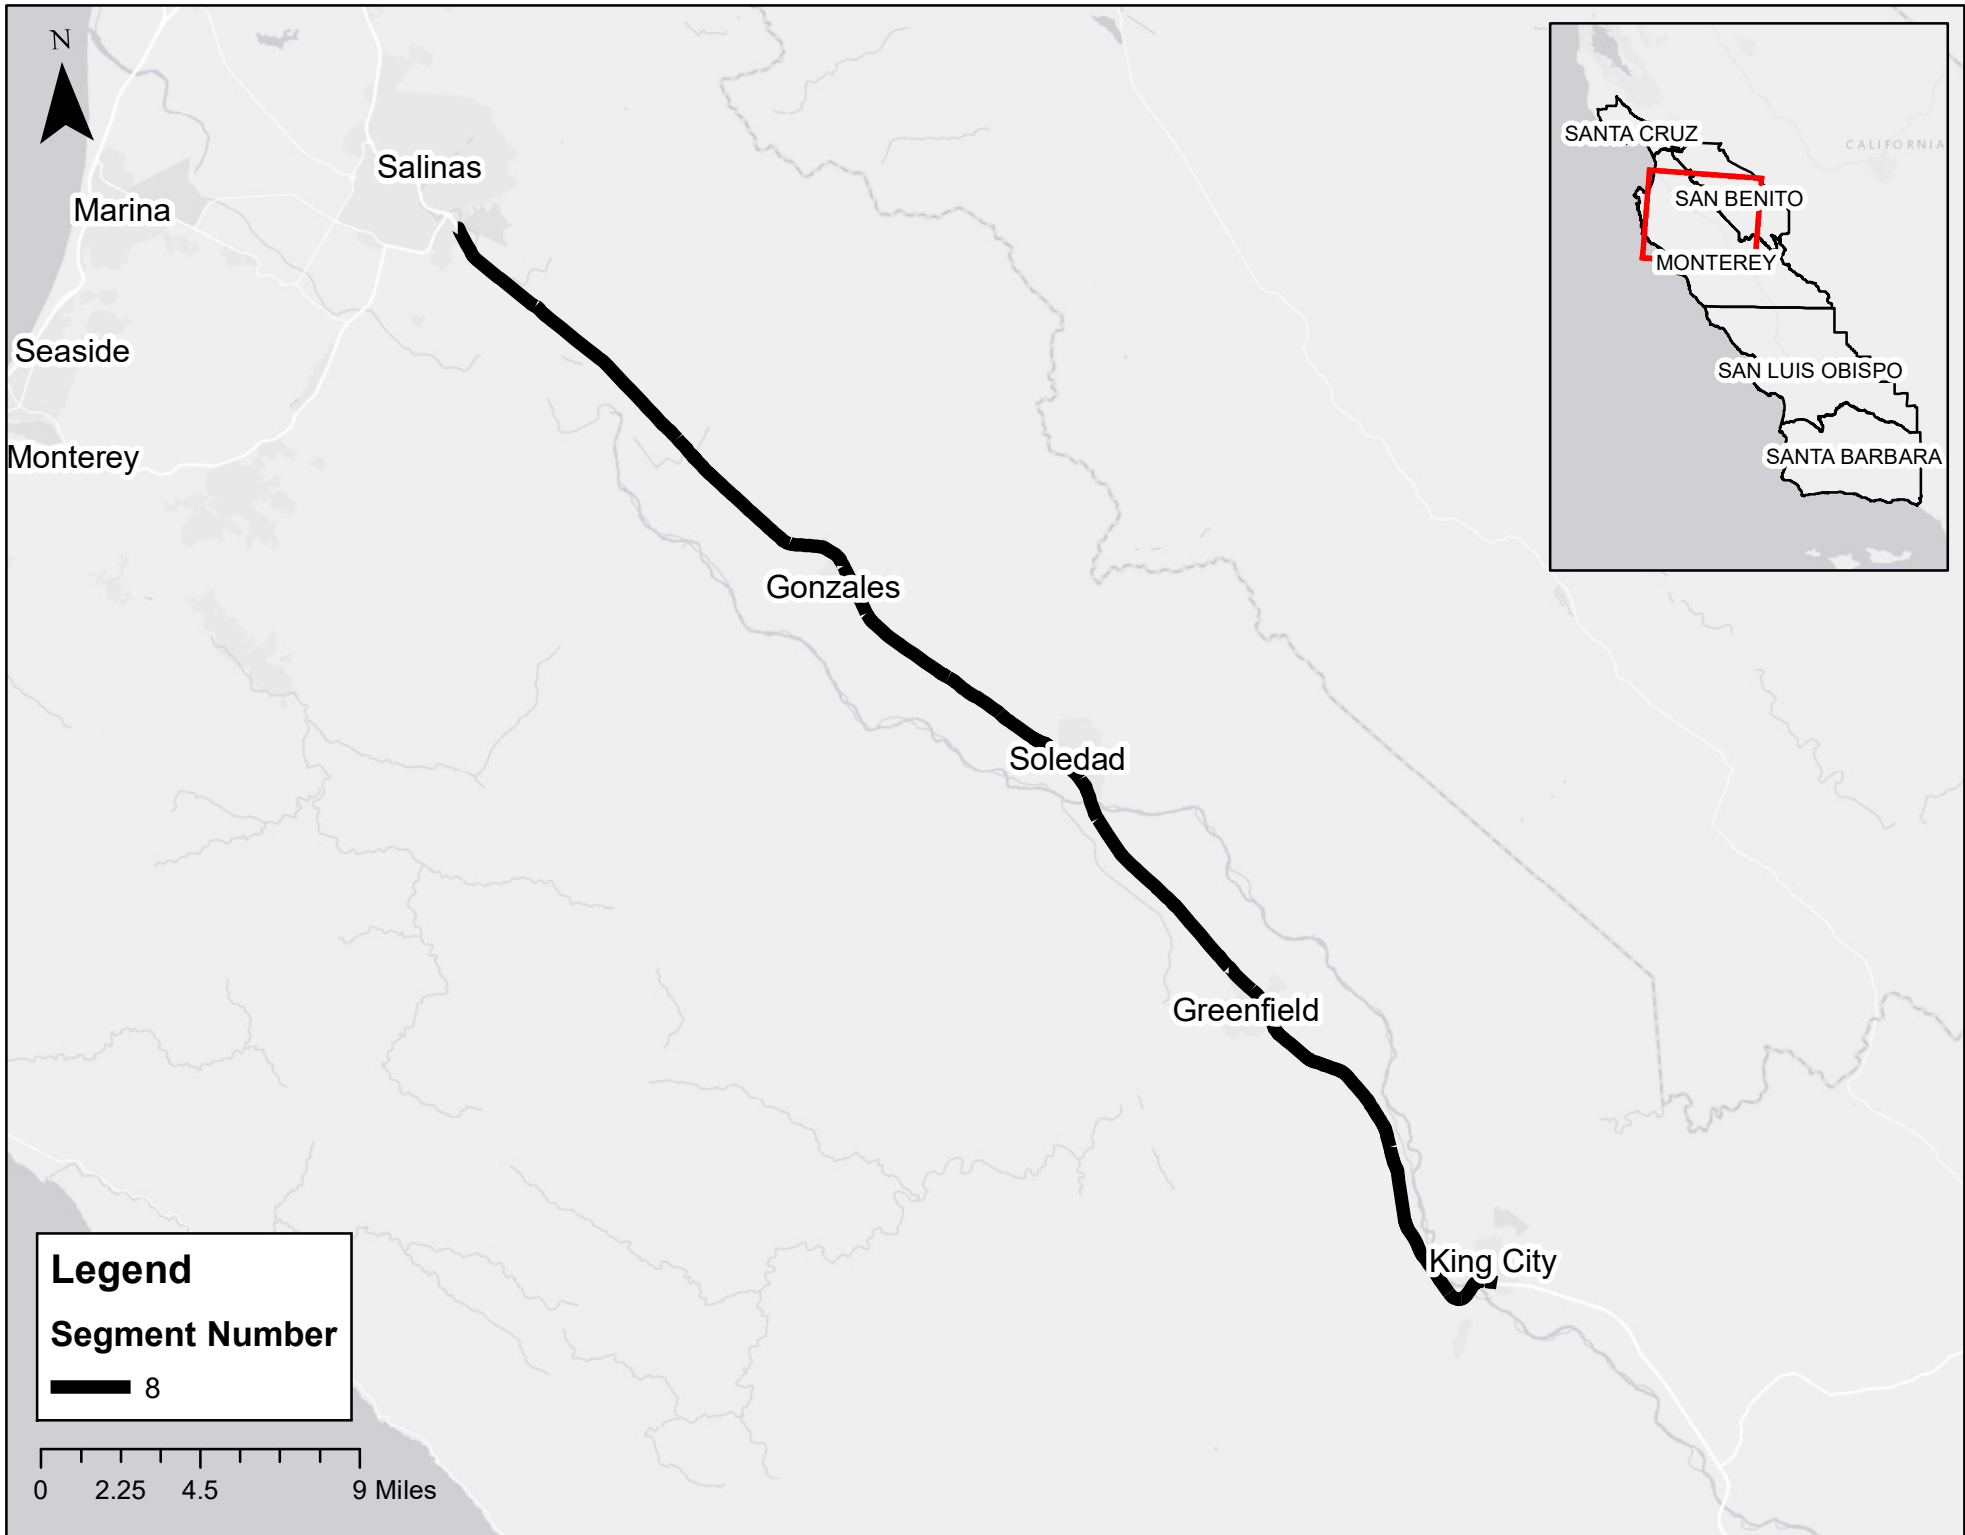 N
Salinas
Marina
Seaside
Monterey
Gonzales
Soledad
Greenfield
King City
SANTA CRUZ
CALIFORNIA
SAN BENITO
MONTEREY
SAN LUIS OBISPO
SANTA BARBARA
Legend
Segment Number
8
0 2.25 4.5 9 Miles